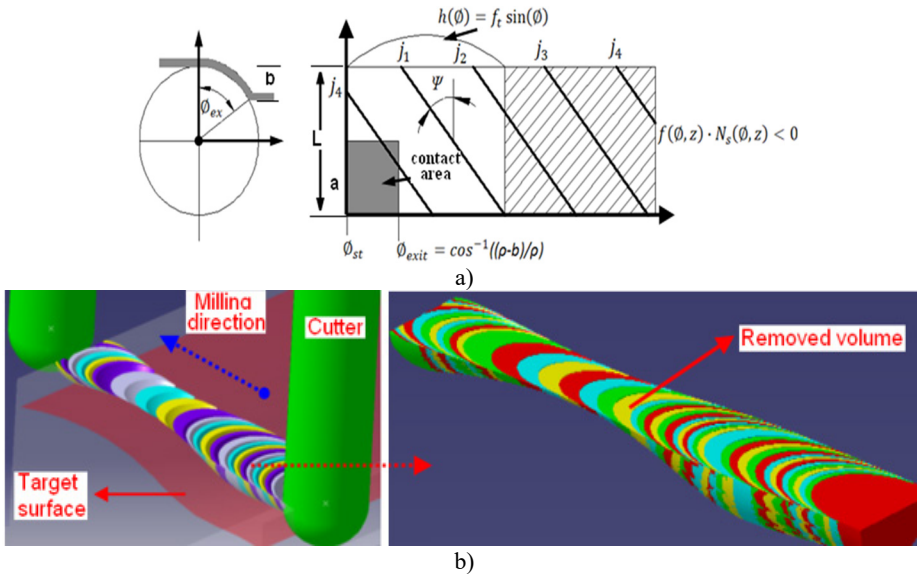 h(Ø) = f_t sin(Ø)
j_1 j_2 j_3 j_4
b
j_4
Ψ
Ø_ex
L
f(Ø,z)·N_s(Ø,z) < 0
contact
area
a
Ø_st Ø_exit = cos^-1((ρ-b)/ρ)
a)
Milling
direction
Cutter
Removed volume
Target
surface
b)